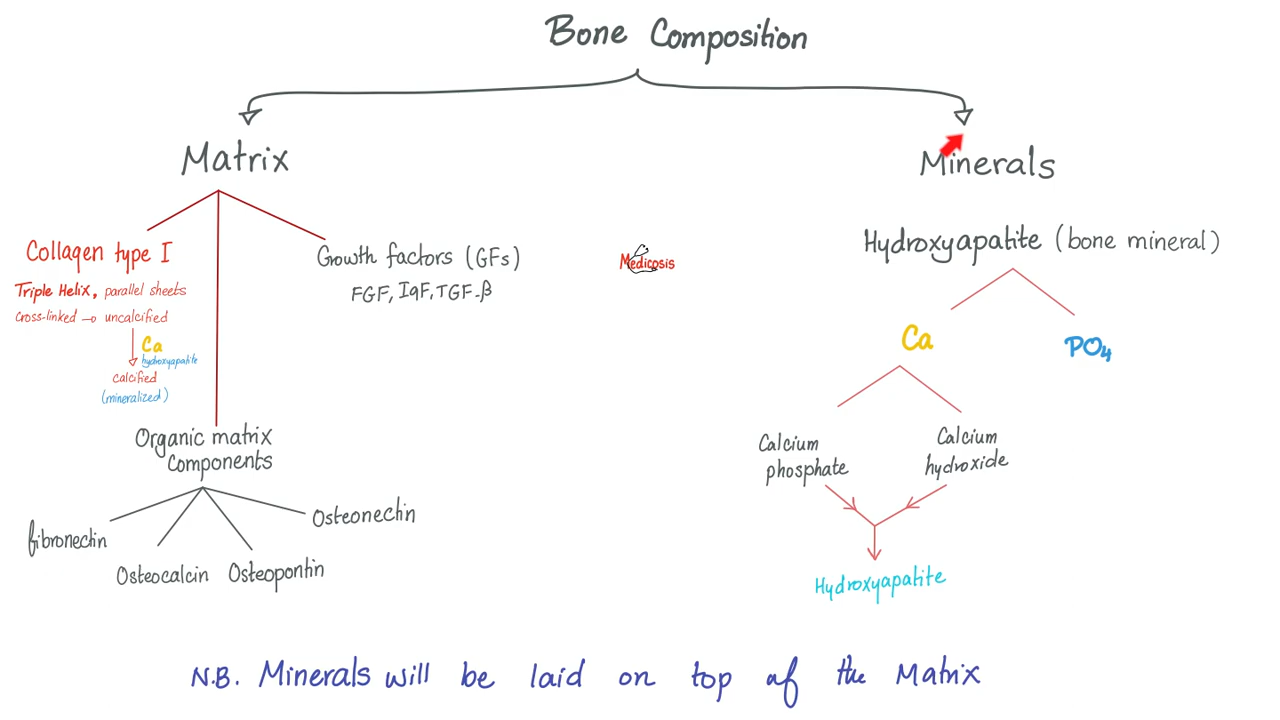 Bone Composition
Matrix
Minerals
Collagen type I
Triple Helix, parallel sheets
Cross-linked → uncalcified
Ca
hydroxyapatite
calcified
(mineralized)
Growth factors (GFs)
FGF, IgF, TGF-β
Medicosis
Hydroxyapatite (bone mineral)
Ca
PO4
Organic matrix
Components
fibronectin
Osteocalcin
Osteopontin
Osteonectin
Calcium
phosphate
Calcium
hydroxide
Hydroxyapatite
N.B. Minerals will be laid on top of the Matrix